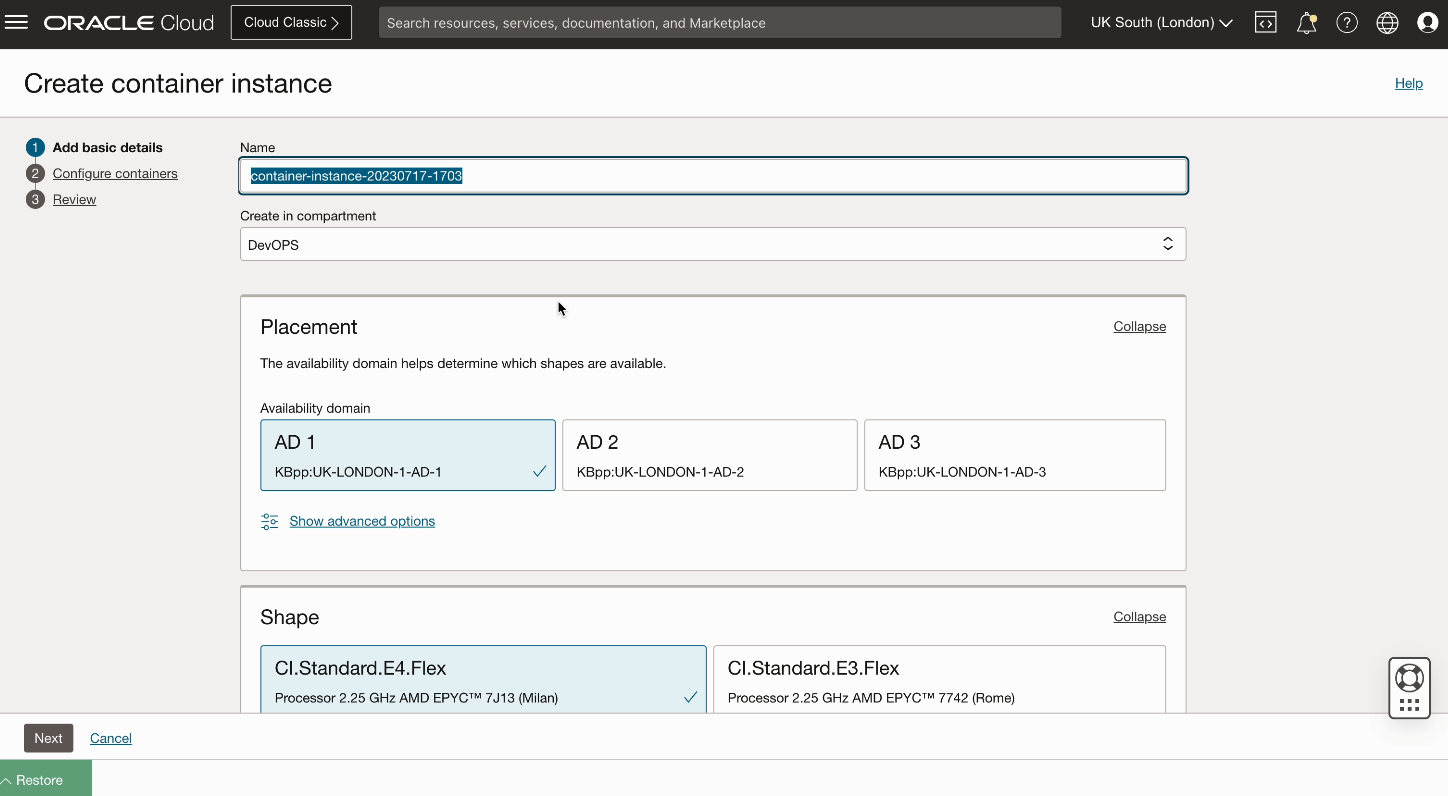 ORACLE Cloud
Cloud Classic
Search resources, services, documentation, and Marketplace
UK South (London)
Create container instance
Help
1 Add basic details
2 Configure containers
3 Review
Name
container-instance-20230717-1703
Create in compartment
DevOPS
Placement
Collapse
The availability domain helps determine which shapes are available.
Availability domain
AD 1
KBpp:UK-LONDON-1-AD-1
AD 2
KBpp:UK-LONDON-1-AD-2
AD 3
KBpp:UK-LONDON-1-AD-3
Show advanced options
Shape
Collapse
CI.Standard.E4.Flex
Processor 2.25 GHz AMD EPYC™ 7J13 (Milan)
CI.Standard.E3.Flex
Processor 2.25 GHz AMD EPYC™ 7742 (Rome)
Next
Cancel
Restore